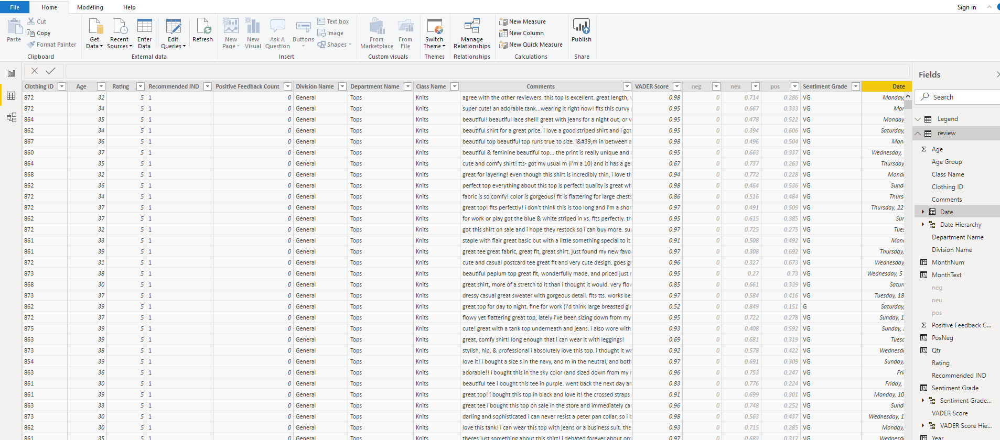 File Home Modeling Help Sign in
Paste Cut Copy Format Painter
Clipboard
Get Data Recent Sources Enter Data Edit Queries Refresh
External data
New Page New Visual Ask A Question Buttons Text box Image Shapes
Insert
From Marketplace From File
Custom visuals
Switch Theme
Themes
Manage Relationships
Relationships
New Measure
New Column
New Quick Measure
Calculations
Publish
Share
Clothing ID Age Rating Recommended IND Positive Feedback Count Division Name Department Name Class Name Comments VADER Score neg neu pos Sentiment Grade Date
872 32 5 1 0 General Tops Knits agree with the other reviewers. this top is excellent. great length, 0.98 0 0.714 0.286 VG Monday,
872 34 5 1 0 General Tops Knits super cute! an adorable tank...wearing it right now! fits this curvy 0.95 0 0.667 0.333 VG Mor
864 35 5 1 0 General Tops Knits beautiful! beautiful lace shell! great with jeans for a night out, or 0.95 0 0.478 0.522 VG Monday,
862 34 5 1 0 General Tops Knits beautiful shirt for a great price. i love a good striped shirt and i got 0.95 0 0.394 0.606 VG Saturday,
867 36 5 1 0 General Tops Knits beautiful top beautiful top runs true to size. i&#39;m in between a 0.98 0 0.496 0.504 VG Mon
860 37 5 1 0 General Tops Knits beautiful & feminine beautiful top... the print is really unique and 0.95 0 0.663 0.337 VG Wednesday,
864 35 5 1 0 General Tops Knits cute and comfy shirt! tts- got my usual m (i'm a 10) and it has a ge 0.67 0 0.737 0.263 VG Thursday,
868 32 5 1 0 General Tops Knits great for layering! even though this shirt is incredibly thin, i love th 0.94 0 0.772 0.228 VG Monda
862 36 5 1 0 General Tops Knits perfect top everything about this top is perfect! quality is great wh 0.98 0 0.464 0.536 VG Sund
872 34 5 1 0 General Tops Knits fabric is so comfy! color is gorgeous! fit is flattering for large chest 0.86 0 0.516 0.484 VG Thurs
872 37 5 1 0 General Tops Knits great top! fits perfectly! i don't think this is too long and i'm a shor 0.97 0 0.491 0.509 VG Thursday, 22
862 37 5 1 0 General Tops Knits for work or play got the blue & white striped in xs. fits perfectly. th 0.95 0 0.615 0.385 VG Sur
872 32 5 1 0 General Tops Knits got this shirt on sale and i hope they restock so i can buy more. su 0.97 0 0.725 0.275 VG Tues
861 33 5 1 0 General Tops Knits staple with flair great basic but with a little something special to it 0.91 0 0.508 0.492 VG Mon
861 39 5 1 0 General Tops Knits great tee great fabric, great fit, great shirt. just found my new favo 0.97 0 0.308 0.692 VG Thursday,
872 31 5 1 0 General Tops Knits cute and casual postcard tee great fit and very cute design. goes g 0.96 0 0.327 0.673 VG Wednesday,
873 38 5 1 0 General Tops Knits beautiful peplum top great fit, wonderfully made, and priced just 0.95 0 0.27 0.73 VG Wednesday, 5
868 30 5 1 0 General Tops Knits great shirt, more of a stretch to it than i thought it would. very flo 0.85 0 0.661 0.339 VG Satur
873 37 5 1 0 General Tops Knits dressy casual great sweater with gorgeous detail. fits tts. works be 0.97 0 0.584 0.416 VG Tuesday, 18
862 39 5 1 0 General Tops Knits great top for day to night. fine for work (i'd think large breasted gir 0.52 0 0.849 0.151 G Saturday,
872 37 5 1 0 General Tops Knits flowy yet flattering great top, lately i've been sizing down from my 0.95 0 0.722 0.278 VG Sunday, 1
875 39 5 1 0 General Tops Knits cute! great with a tank top underneath and jeans. i also wore with 0.93 0 0.408 0.592 VG Sunday,
863 39 5 1 0 General Tops Knits great, comfy shirt! long enough that i can wear it with leggings! 0.69 0 0.681 0.319 VG Tuesd
873 38 5 1 0 General Tops Knits stylish, hip, & professional i absolutely love this top. i thought it wa 0.92 0 0.578 0.422 VG Wednesd
854 39 5 1 0 General Tops Knits love it! i bought a size s in the navy, and m in the neutral, and both 0.97 0 0.691 0.309 VG Sunday,
863 36 5 1 0 General Tops Knits adorable!! i bought this in the sky color (and sized down from my 0.96 0 0.753 0.247 VG Fri
861 30 5 1 0 General Tops Knits beautiful tee i bought this tee in purple. went back the next day an 0.83 0 0.776 0.224 VG Friday,
861 39 5 1 0 General Tops Knits great top! i bought this top in black and love it! the crossed straps 0.91 0 0.699 0.301 VG Monday, 10
863 33 5 1 0 General Tops Knits great tee i bought this top on sale in the store and immediately ca 0.96 0 0.748 0.252 VG Sund
873 30 5 1 0 General Tops Knits darling and sophisticated i can never resist a peter pan collar, so i b 0.98 0 0.563 0.437 VG Wednesday, 1
862 30 5 1 0 General Tops Knits love this tank! i can wear this top with jeans or a business suit. the 0.93 0 0.715 0.285 VG Monday,
861 35 5 1 0 General Tops Knits theres just something about this shirt! i debated forever about ord 0.97 0 0.683 0.317 VG Wednesd
Fields
Search
Legend
review
Age
Age Group
Class Name
Clothing ID
Comments
Date
Date Hierarchy
Department Name
Division Name
MonthNum
MonthText
neg
neu
pos
Positive Feedback C...
PosNeg
Qtr
Rating
Recommended IND
Sentiment Grade
Sentiment Grade...
VADER Score
VADER Score Hie...
Year